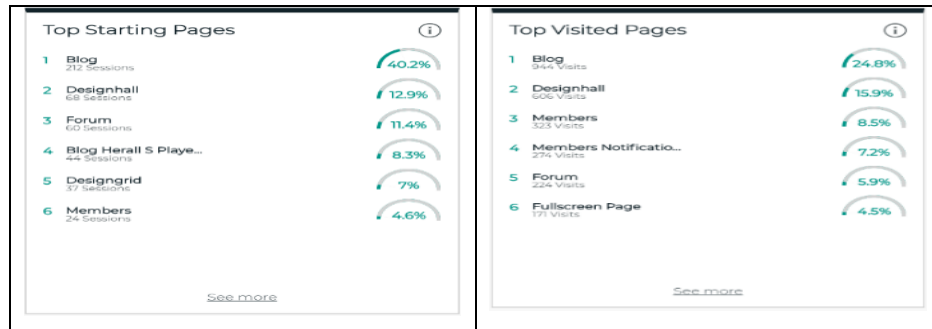 Top Starting Pages
1 Blog 40.2%
212 Sessions
2 Designhall 12.9%
68 Sessions
3 Forum 11.4%
60 Sessions
4 Blog Herall S Playe... 8.3%
44 Sessions
5 Designgrid 7%
37 Sessions
6 Members 4.6%
24 Sessions
See more
Top Visited Pages
1 Blog 24.8%
944 Visits
2 Designhall 15.9%
606 Visits
3 Members 8.5%
323 Visits
4 Members Notificatio... 7.2%
274 Visits
5 Forum 5.9%
224 Visits
6 Fullscreen Page 4.5%
171 Visits
See more